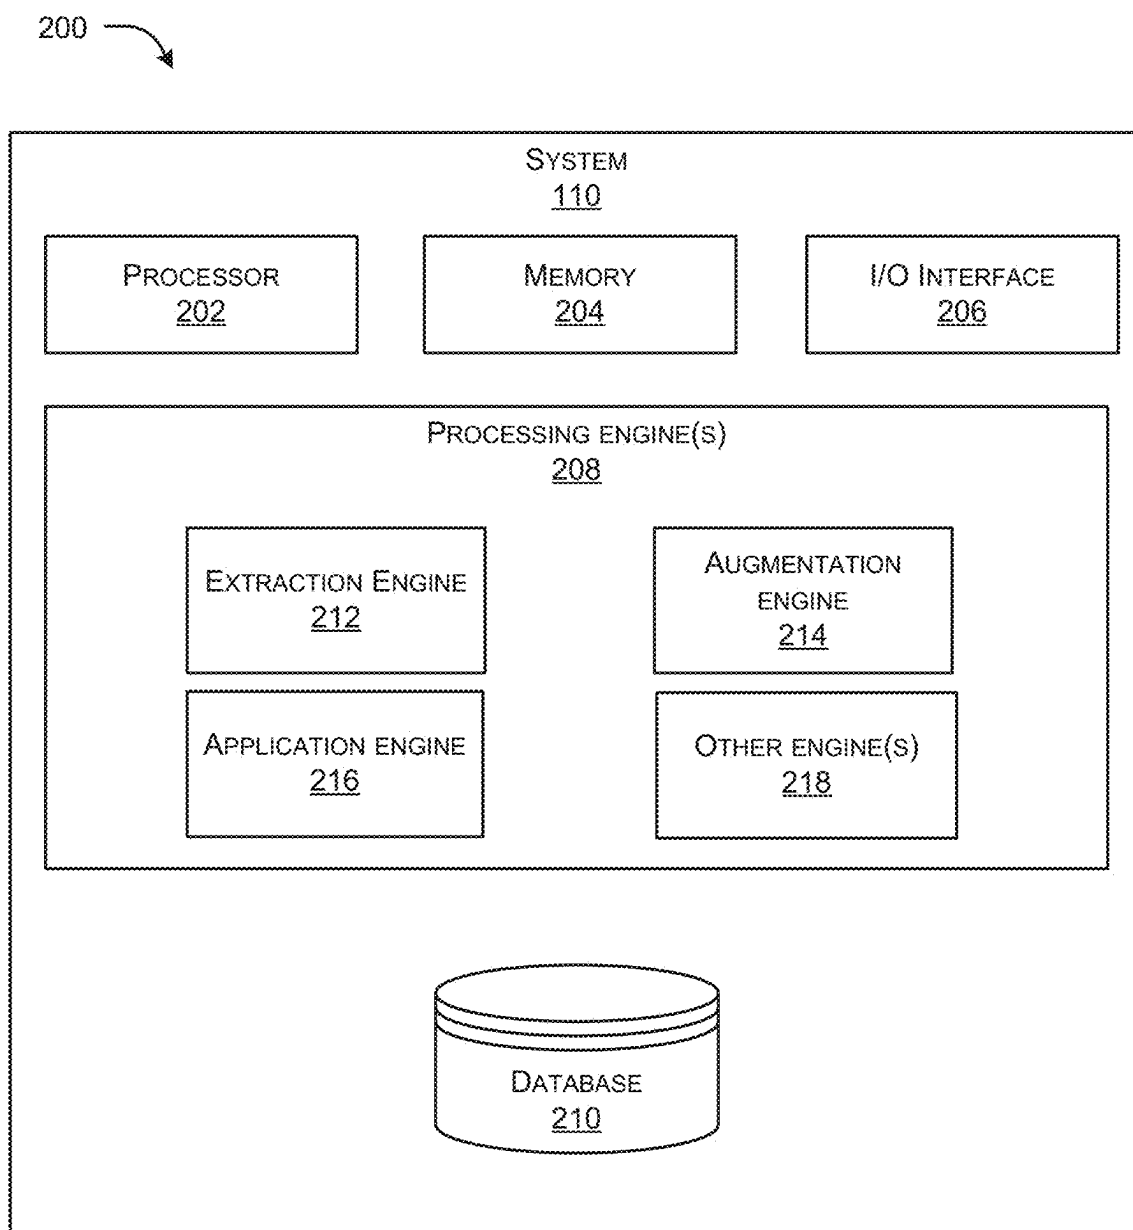 200
SYSTEM
110
PROCESSOR
202
MEMORY
204
I/O INTERFACE
206
PROCESSING ENGINE(S)
208
EXTRACTION ENGINE
212
AUGMENTATION
ENGINE
214
APPLICATION ENGINE
216
OTHER ENGINE(S)
218
DATABASE
210